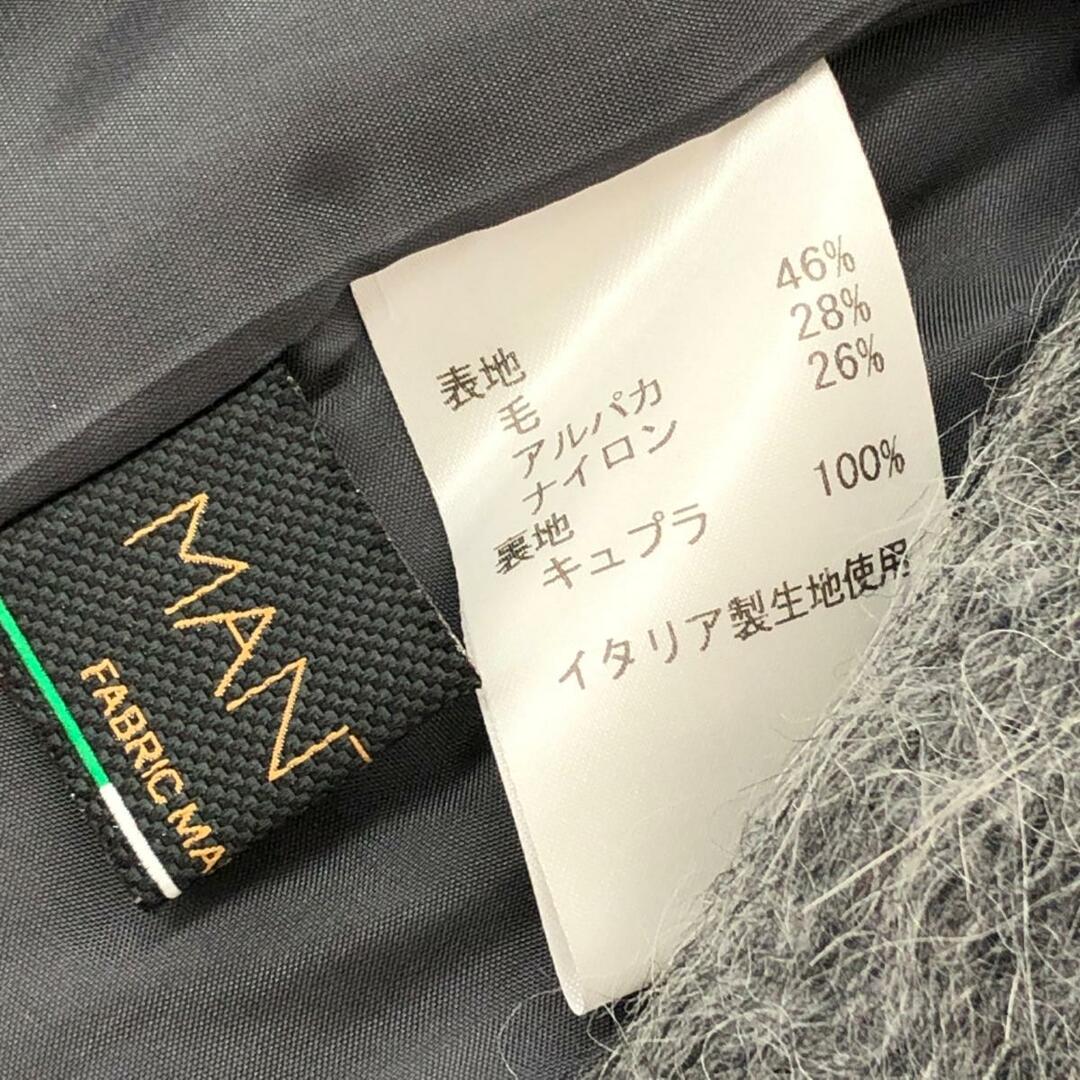 表地
毛 46%
アルパカ 28%
ナイロン 26%
裏地
キュプラ 100%
イタリア製生地使用
MAN
FABRIC MA